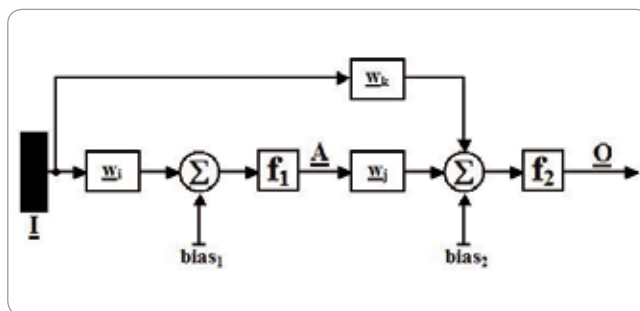 w_k
w_i Σ f₁ A w_j Σ f₂ O
I
bias₁ bias₂